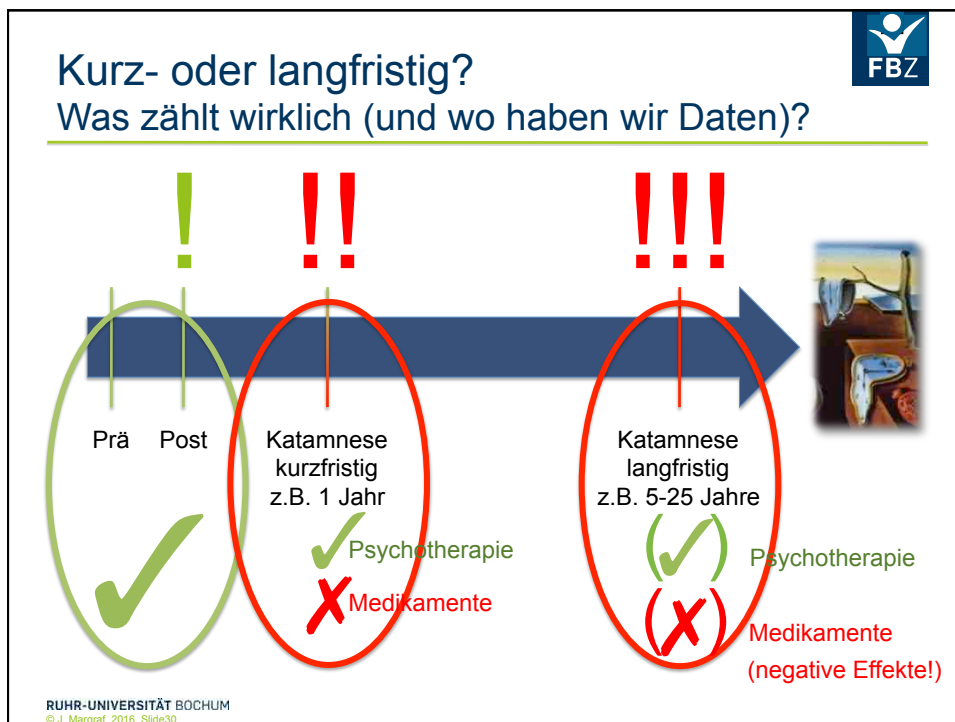 FBZ
Kurz- oder langfristig?
Was zählt wirklich (und wo haben wir Daten)?
!
!!
!!!
Prä
Post
Katamnese
kurzfristig
z.B. 1 Jahr
Psychotherapie
Medikamente
Katamnese
langfristig
z.B. 5-25 Jahre
(✓)
Psychotherapie
(✗)
Medikamente
(negative Effekte!)
RUHR-UNIVERSITÄT BOCHUM
© J. Margraf, 2016, Slide30